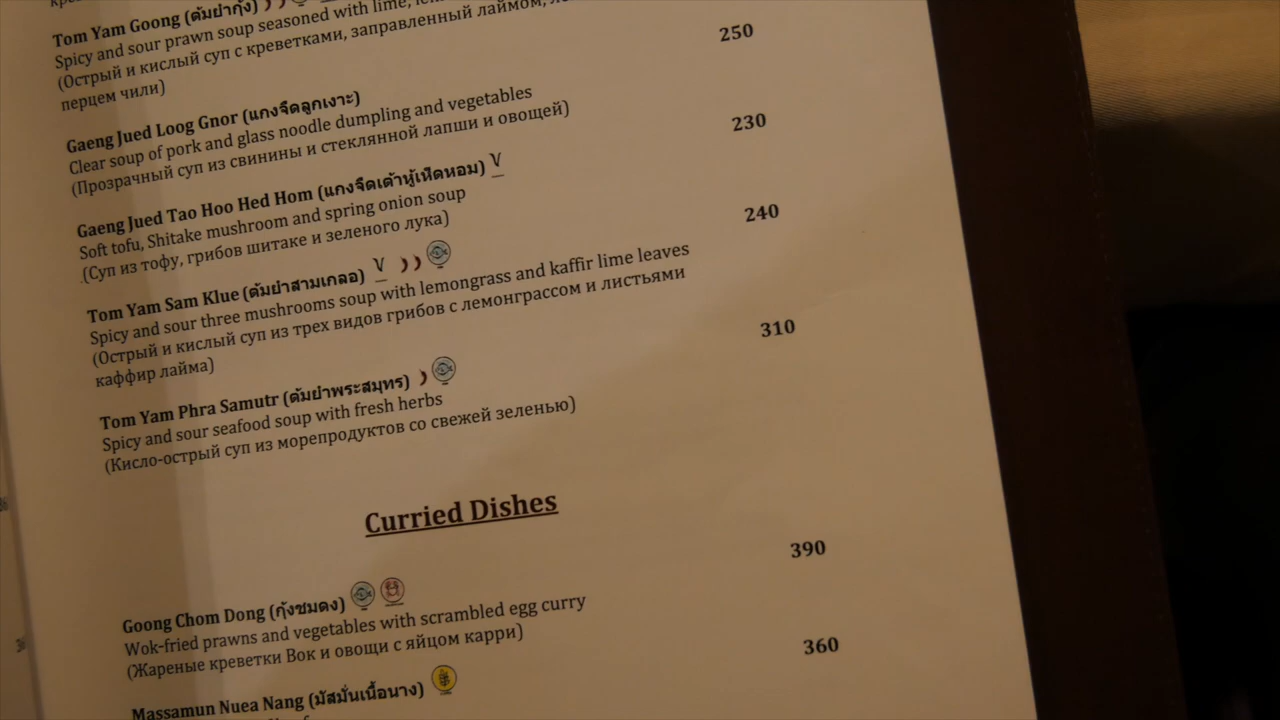 Tom Yam Goong (ต้มยำกุ้ง)
Spicy and sour prawn soup seasoned with lime,
(Острый и кислый суп с креветками, заправленный лаймом,
перцем чили)
250
Gaeng Jued Loog Gnor (แกงจืดลูกเงาะ)
Clear soup of pork and glass noodle dumpling and vegetables
(Прозрачный суп из свинины и стеклянной лапши и овощей)
230
Gaeng Jued Tao Hoo Hed Hom (แกงจืดเต้าหู้เห็ดหอม) V
Soft tofu, Shitake mushroom and spring onion soup
(Суп из тофу, грибов шитаке и зеленого лука)
240
Tom Yam Sam Klue (ต้มยำสามเกลอ) V
Spicy and sour three mushrooms soup with lemongrass and kaffir lime leaves
(Острый и кислый суп из трех видов грибов с лемонграссом и листьями
каффир лайма)
310
Tom Yam Phra Samutr (ต้มยำพระสมุทร)
Spicy and sour seafood soup with fresh herbs
(Кисло-острый суп из морепродуктов со свежей зеленью)
Curried Dishes
390
Goong Chom Dong (กุ้งชมดง)
Wok-fried prawns and vegetables with scrambled egg curry
(Жареные креветки Вок и овощи с яйцом карри)
360
Massamun Nuea Nang (มัสมั่นเนื้อนาง)